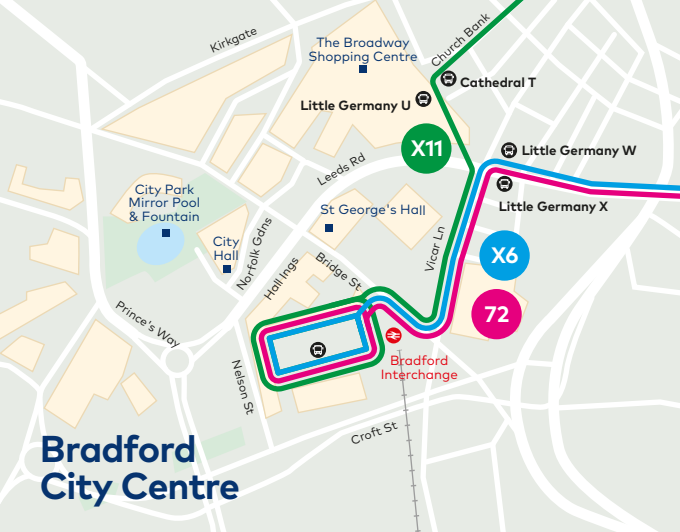 Kirkgate
The Broadway
Shopping Centre
Church Bank
Cathedral T
Little Germany U
X11
Little Germany W
Leeds Rd
Little Germany X
City Park
Mirror Pool
& Fountain
St George's Hall
City
Hall
Norfolk Gdns
Vicar Ln
X6
Hall Ings
Bridge St
72
Prince's Way
Bradford
Interchange
Nelson St
Croft St
Bradford
City Centre